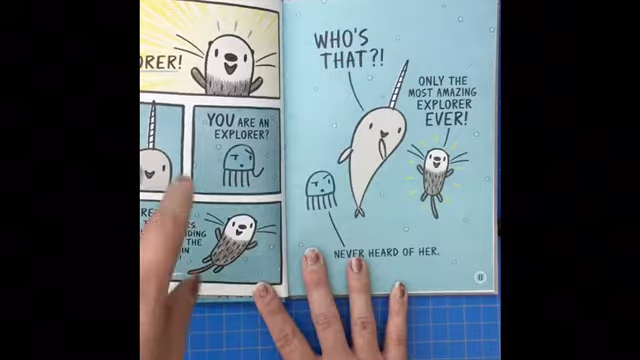 ORER!
YOU ARE AN
EXPLORER?
WHO'S
THAT?!
ONLY THE
MOST AMAZING
EXPLORER
EVER!
NEVER HEARD OF HER.
11